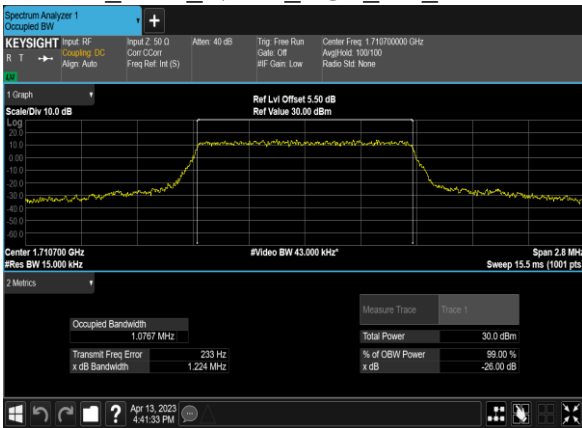 Spectrum Analyzer 1
Occupied BW
KEYSIGHT
R T
LW
Input: RF
Coupling: DC
Align: Auto
Input Z: 50 Ω
Corr CCorr
Freq Ref: Int (S)
Atten: 40 dB
Trig: Free Run
Gate: Off
#IF Gain: Low
Center Freq: 1.710700000 GHz
Avg|Hold: 100/100
Radio Std: None
1 Graph
Scale/Div 10.0 dB
Ref Lvl Offset 5.50 dB
Ref Value 30.00 dBm
Log
20.0
10.0
0.00
-10.0
-20.0
-30.0
-40.0
-50.0
-60.0
Center 1.710700 GHz
#Res BW 15.000 kHz
#Video BW 43.000 kHz*
Span 2.8 MHz
Sweep 15.5 ms (1001 pts
2 Metrics
Measure Trace
Trace 1
Occupied Bandwidth
1.0767 MHz
Total Power
30.0 dBm
Transmit Freq Error
233 Hz
% of OBW Power
99.00 %
x dB Bandwidth
1.224 MHz
x dB
-26.00 dB
?
Apr 13, 2023
4:41:33 PM